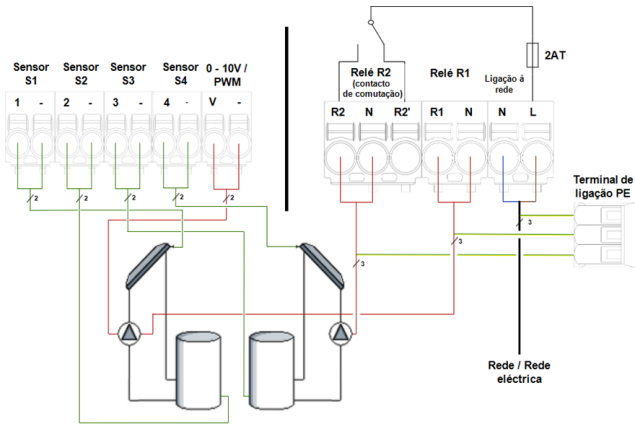 Sensor S1
Sensor S2
Sensor S3
Sensor S4
0 - 10V / PWM
1 - 2 - 3 - 4 - V -
2 2 2 2 2
Relé R2
(contacto de comutação)
Relé R1
Ligação á rede
2AT
R2 N R2' R1 N N L
3 3 3
Terminal de ligação PE
Rede / Rede eléctrica